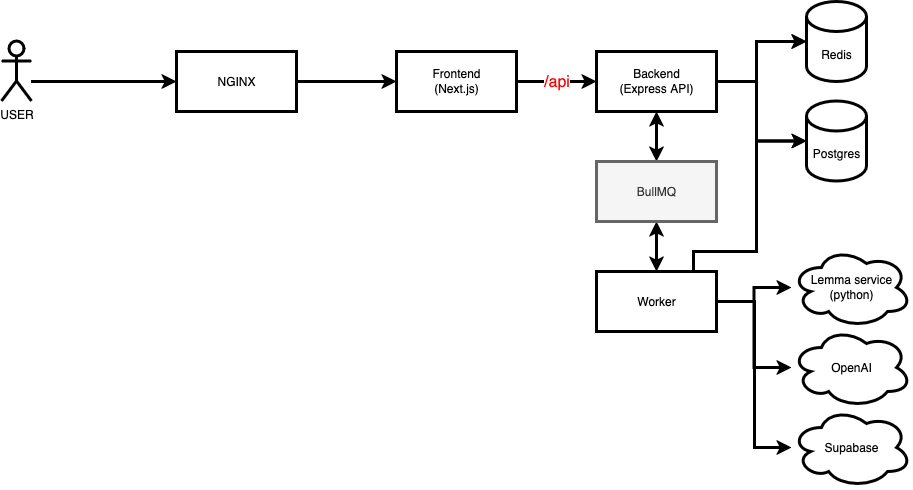 USER
NGINX
Frontend
(Next.js)
/api
Backend
(Express API)
Redis
Postgres
BullMQ
Worker
Lemma service
(python)
OpenAI
Supabase